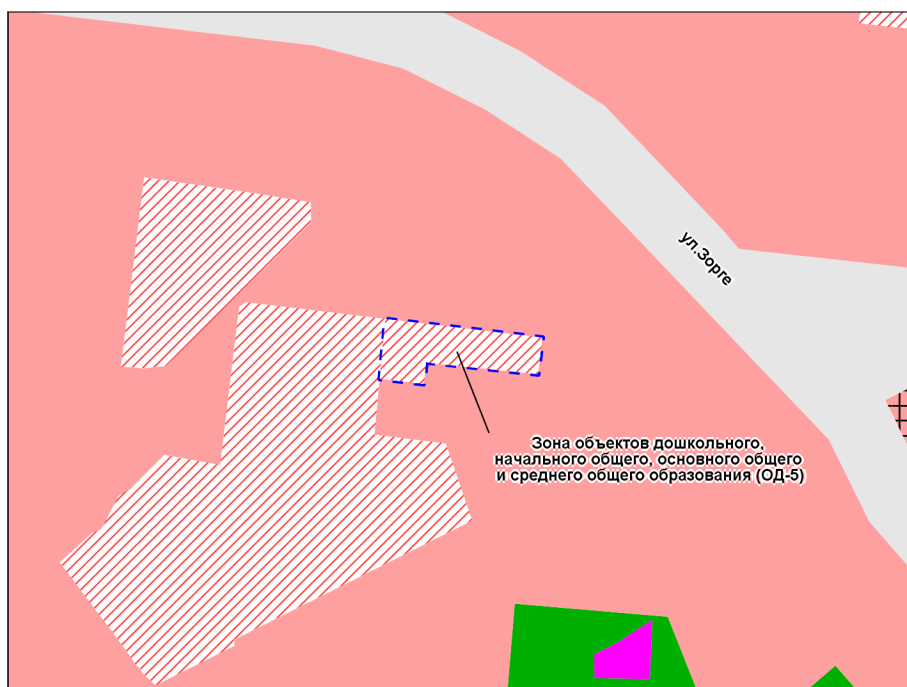 ул.Зорге
Зона объектов дошкольного,
начального общего, основного общего
и среднего общего образования (ОД-5)